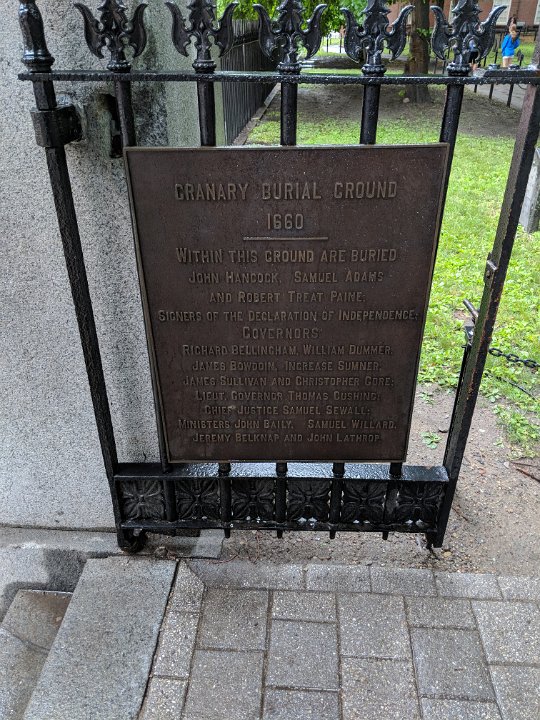 GRANARY BURIAL GROUND
1660
WITHIN THIS GROUND ARE BURIED
JOHN HANCOCK, SAMUEL ADAMS
AND ROBERT TREAT PAINE;
SIGNERS OF THE DECLARATION OF INDEPENDENCE;
GOVERNORS
RICHARD BELLINGHAM, WILLIAM DUMMER,
JAMES BOWDOIN, INCREASE SUMNER,
JAMES SULLIVAN AND CHRISTOPHER GORE;
LIEUT. GOVERNOR THOMAS CUSHING;
CHIEF JUSTICE SAMUEL SEWALL;
MINISTERS JOHN BAILY, SAMUEL WILLARD,
JEREMY BELKNAP AND JOHN LATHROP.